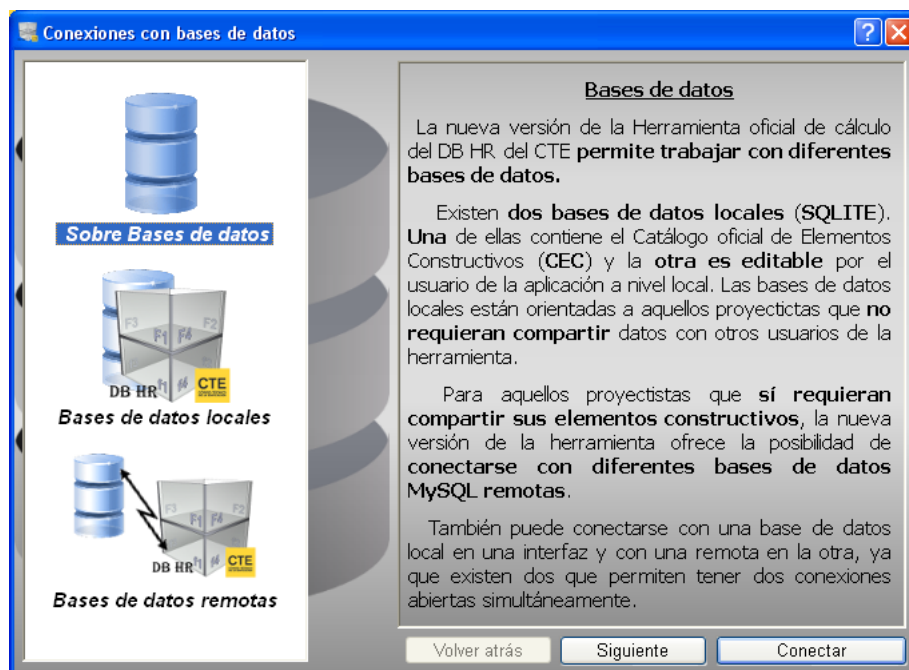 Conexiones con bases de datos
Sobre Bases de datos
F3
F1 F4 F2
DB HR
CTE
Bases de datos locales
F3
F1 F4 F2
DB HR
CTE
Bases de datos remotas
Bases de datos
La nueva versión de la Herramienta oficial de cálculo
del DB HR del CTE permite trabajar con diferentes
bases de datos.
Existen dos bases de datos locales (SQLITE).
Una de ellas contiene el Catálogo oficial de Elementos
Constructivos (CEC) y la otra es editable por el
usuario de la aplicación a nivel local. Las bases de datos
locales están orientadas a aquellos proyectictas que no
requieran compartir datos con otros usuarios de la
herramienta.
Para aquellos proyectistas que sí requieran
compartir sus elementos constructivos, la nueva
versión de la herramienta ofrece la posibilidad de
conectarse con diferentes bases de datos
MySQL remotas.
También puede conectarse con una base de datos
local en una interfaz y con una remota en la otra, ya
que existen dos que permiten tener dos conexiones
abiertas simultáneamente.
Volver atrás Siguiente Conectar